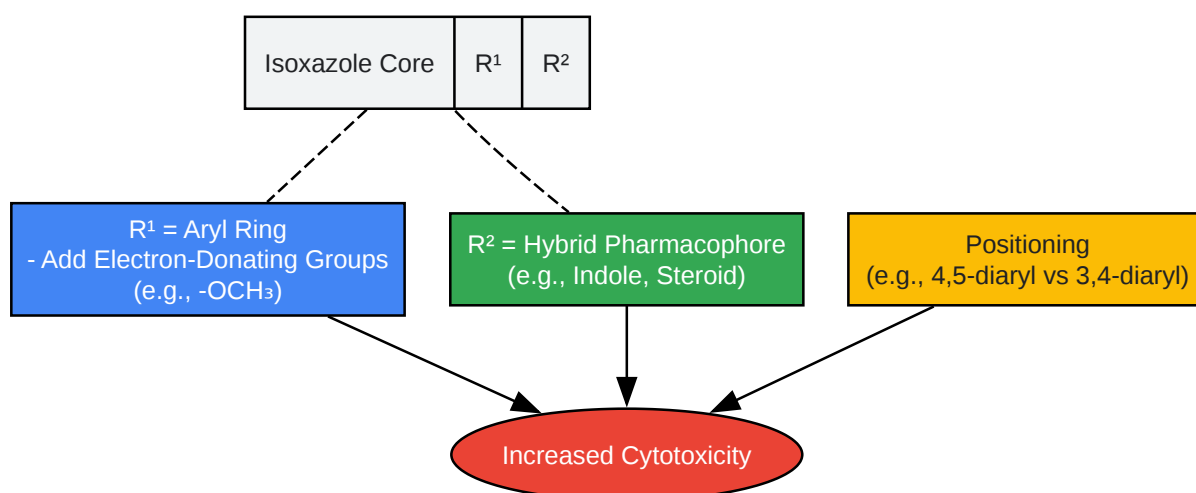 Isoxazole Core R¹ R²
R¹ = Aryl Ring
- Add Electron-Donating Groups
(e.g., -OCH₃)
R² = Hybrid Pharmacophore
(e.g., Indole, Steroid)
Positioning
(e.g., 4,5-diaryl vs 3,4-diaryl)
Increased Cytotoxicity